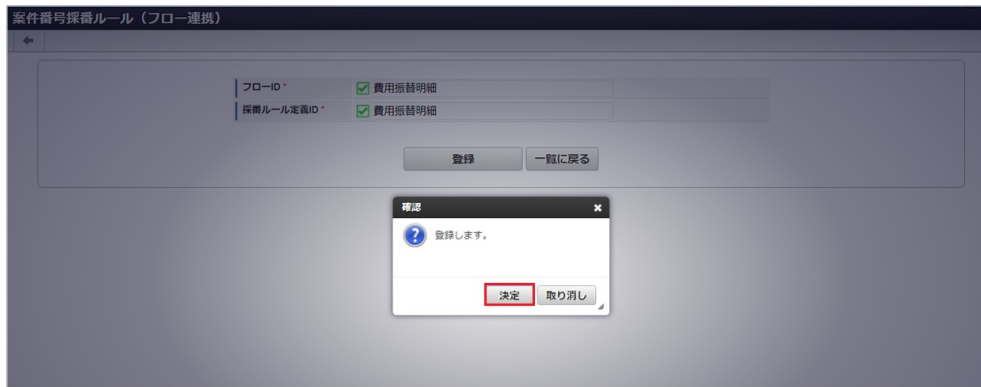 案件番号採番ルール（フロー連携）
フローID* 費用振替明細
採番ルール定義ID* 費用振替明細
登録 一覧に戻る
確認
登録します。
決定 取り消し